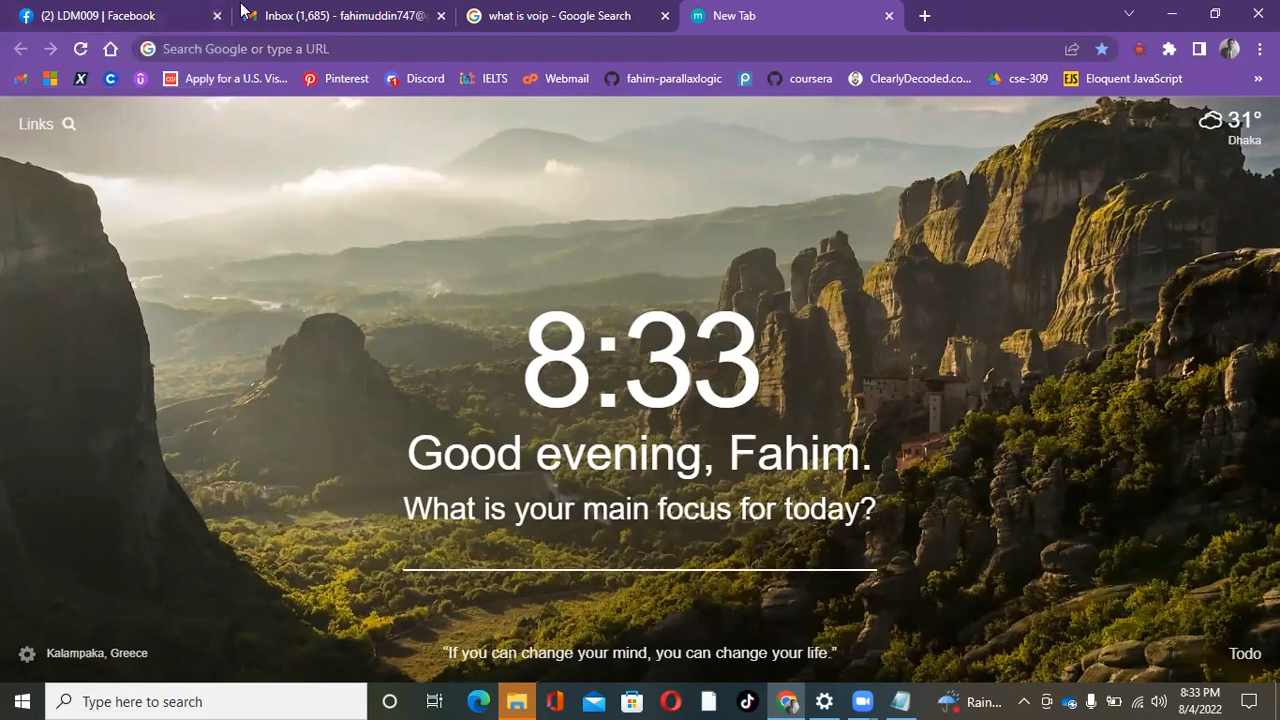 (2) LDM009 | Facebook
Inbox (1,685) - fahimuddin747@
what is voip - Google Search
New Tab
Search Google or type a URL
Apply for a U.S. Vis...
Pinterest
Discord
IELTS
Webmail
fahim-parallaxlogic
coursera
ClearlyDecoded.co...
cse-309
EJS
Eloquent JavaScript
»
Links
31°
Dhaka
8:33
Good evening, Fahim.
What is your main focus for today?
Kalampaka, Greece
“If you can change your mind, you can change your life.”
Todo
Type here to search
Rain...
8:33 PM
8/4/2022